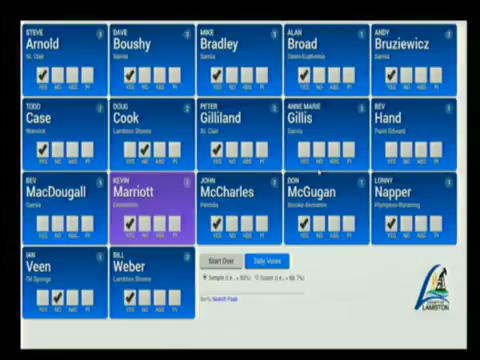 STEVE
Arnold
St. Clair
YES NO ABS PI
DAVE
Boushy
Sarnia
YES NO ABS PI
MIKE
Bradley
Sarnia
YES NO ABS PI
ALAN
Broad
Dawn-Euphemia
YES NO ABS PI
ANDY
Bruziewicz
Sarnia
YES NO ABS PI
TODD
Case
Warwick
YES NO ABS PI
DOUG
Cook
Lambton Shores
YES NO ABS PI
PETER
Gilliland
St. Clair
YES NO ABS PI
ANNE MARIE
Gillis
Sarnia
YES NO ABS PI
BEV
Hand
Point Edward
YES NO ABS PI
BEV
MacDougall
Sarnia
YES NO ABS PI
KEVIN
Marriott
Enniskillen
YES NO ABS PI
JOHN
McCharles
Petrolia
YES NO ABS PI
DON
McGugan
Brooke-Alvinston
YES NO ABS PI
LONNY
Napper
Plympton-Wyoming
YES NO ABS PI
IAN
Veen
Oil Springs
YES NO ABS PI
BILL
Weber
Lambton Shores
YES NO ABS PI
Start Over
Tally Votes
Simple (i.e. > 50%)
Super (i.e. > 66.7%)
Search Page
LAMBTON